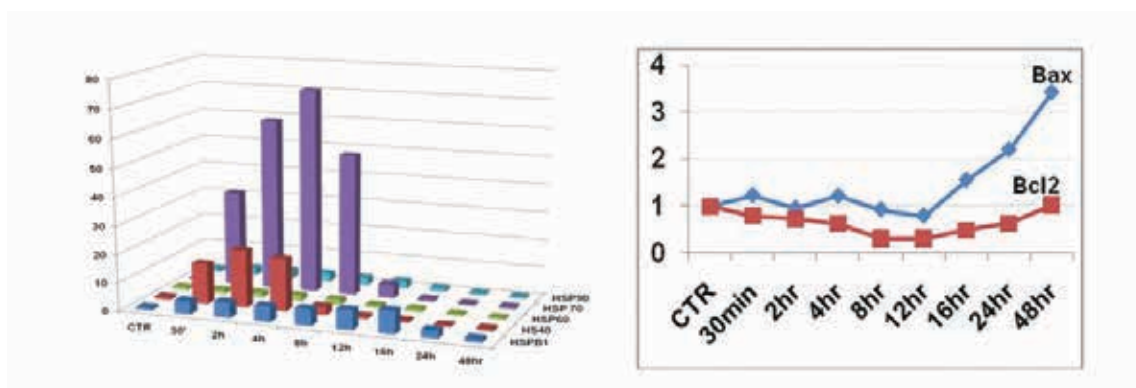 80
70
60
50
40
30
20
10
0
CTR 30' 2h 4h 8h 12h 16h 24h 48hr
HSP90
HSP 70
HSP60
HS40
HSPB1
4
3
2
1
0
Bax
Bcl2
CTR 30min 2hr 4hr 8hr 12hr 16hr 24hr 48hr